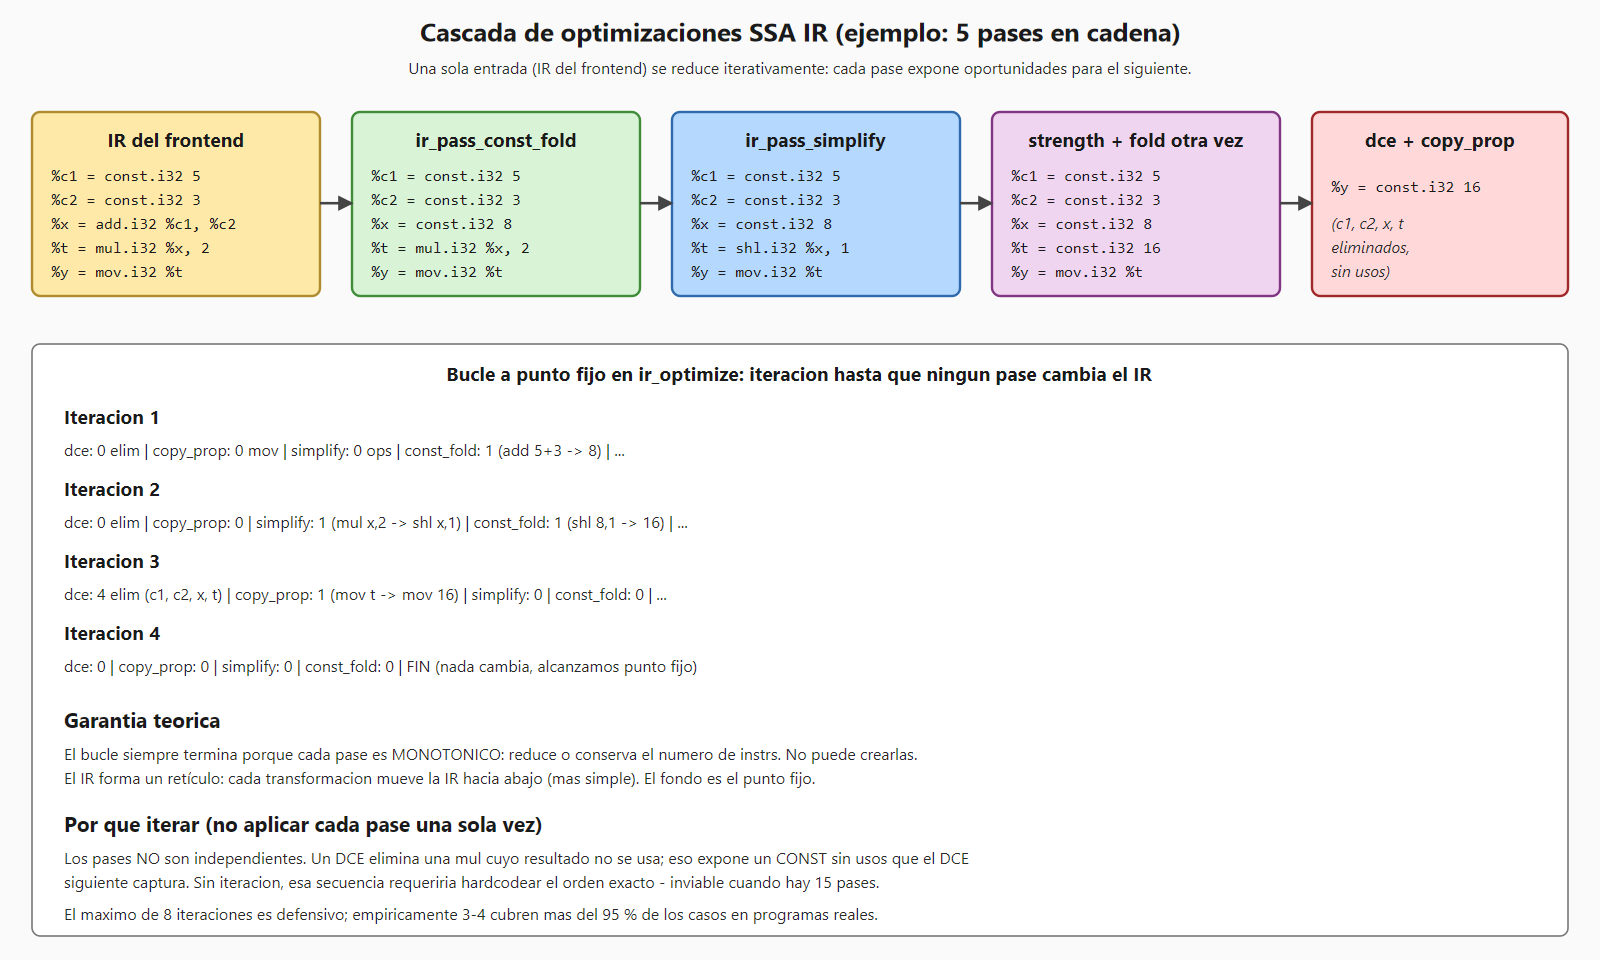 Cascada de optimizaciones SSA IR (ejemplo: 5 pases en cadena)
Una sola entrada (IR del frontend) se reduce iterativamente: cada pase expone oportunidades para el siguiente.
IR del frontend
%c1 = const.i32 5
%c2 = const.i32 3
%x = add.i32 %c1, %c2
%t = mul.i32 %x, 2
%y = mov.i32 %t
ir_pass_const_fold
%c1 = const.i32 5
%c2 = const.i32 3
%x = const.i32 8
%t = mul.i32 %x, 2
%y = mov.i32 %t
ir_pass_simplify
%c1 = const.i32 5
%c2 = const.i32 3
%x = const.i32 8
%t = shl.i32 %x, 1
%y = mov.i32 %t
strength + fold otra vez
%c1 = const.i32 5
%c2 = const.i32 3
%x = const.i32 8
%t = const.i32 16
%y = mov.i32 %t
dce + copy_prop
%y = const.i32 16
(c1, c2, x, t
eliminados,
sin usos)
Bucle a punto fijo en ir_optimize: iteracion hasta que ningun pase cambia el IR
Iteracion 1
dce: 0 elim | copy_prop: 0 mov | simplify: 0 ops | const_fold: 1 (add 5+3 -> 8) | ...
Iteracion 2
dce: 0 elim | copy_prop: 0 | simplify: 1 (mul x,2 -> shl x,1) | const_fold: 1 (shl 8,1 -> 16) | ...
Iteracion 3
dce: 4 elim (c1, c2, x, t) | copy_prop: 1 (mov t -> mov 16) | simplify: 0 | const_fold: 0 | ...
Iteracion 4
dce: 0 | copy_prop: 0 | simplify: 0 | const_fold: 0 | FIN (nada cambia, alcanzamos punto fijo)
Garantia teorica
El bucle siempre termina porque cada pase es MONOTONICO: reduce o conserva el numero de instrs. No puede crearlas.
El IR forma un retículo: cada transformacion mueve la IR hacia abajo (mas simple). El fondo es el punto fijo.
Por que iterar (no aplicar cada pase una sola vez)
Los pases NO son independientes. Un DCE elimina una mul cuyo resultado no se usa; eso expone un CONST sin usos que el DCE
siguiente captura. Sin iteracion, esa secuencia requeriria hardcodear el orden exacto - inviable cuando hay 15 pases.
El maximo de 8 iteraciones es defensivo; empiricamente 3-4 cubren mas del 95 % de los casos en programas reales.